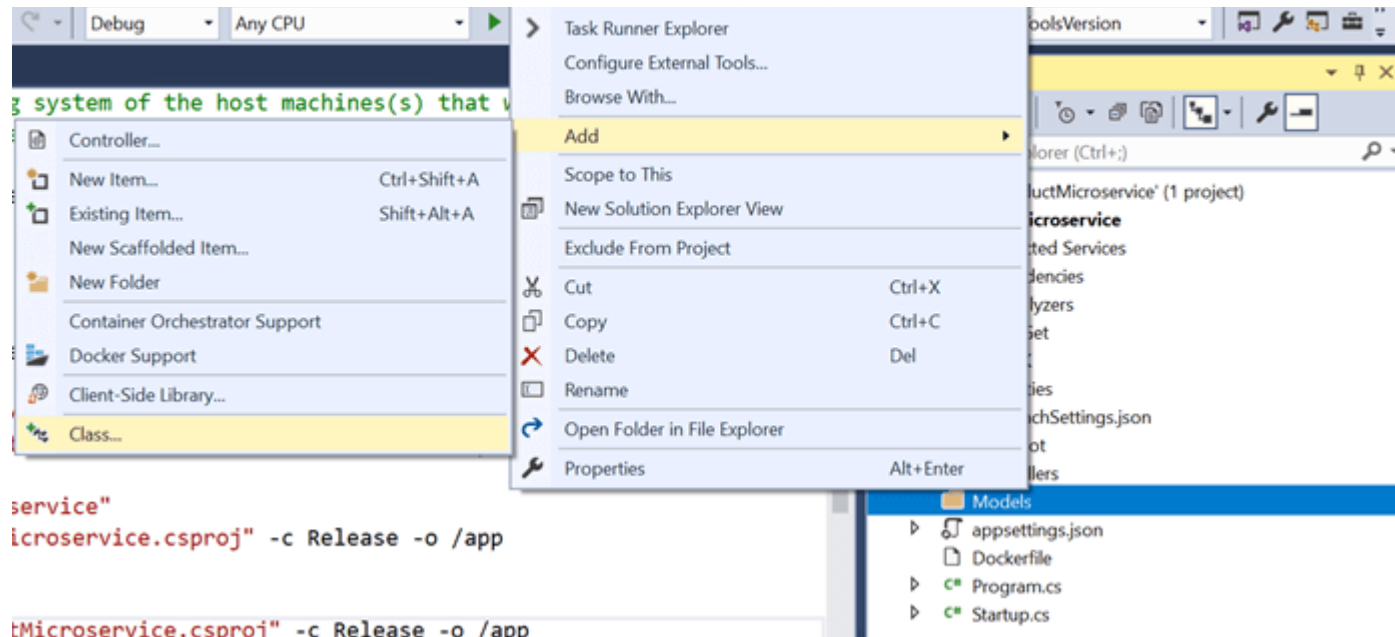 Debug Any CPU
oolsVersion
g system of the host machines(s) that w
Task Runner Explorer
Configure External Tools...
Browse With...
Add
Scope to This
New Solution Explorer View
Exclude From Project
Cut Ctrl+X
Copy Ctrl+C
Delete Del
Rename
Open Folder in File Explorer
Properties Alt+Enter
Controller...
New Item... Ctrl+Shift+A
Existing Item... Shift+Alt+A
New Scaffolded Item...
New Folder
Container Orchestrator Support
Docker Support
Client-Side Library...
Class...
service"
icroservice.csproj" -c Release -o /app
tMicroservice.csproj" -c Release -o /app
lorer (Ctrl+;)
luctMicroservice' (1 project)
icroservice
ted Services
dencies
lyzers
Get
ties
chSettings.json
ot
llers
Models
appsettings.json
Dockerfile
C# Program.cs
C# Startup.cs